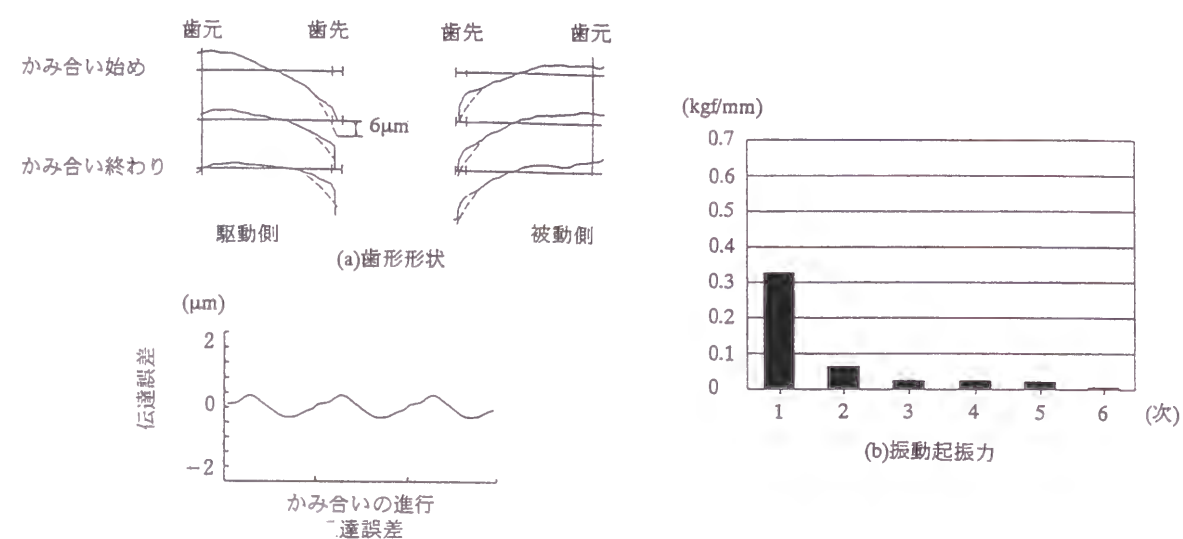 歯元 歯先
歯先 歯元
かみ合い始め
6μm
かみ合い終わり
駆動側 被動側
(a)歯形形状
(μm)
2
0
−2
伝達誤差
かみ合いの進行
達誤差
(kgf/mm)
0.7
0.6
0.5
0.4
0.3
0.2
0.1
0
1 2 3 4 5 6 (次)
(b)振動起振力